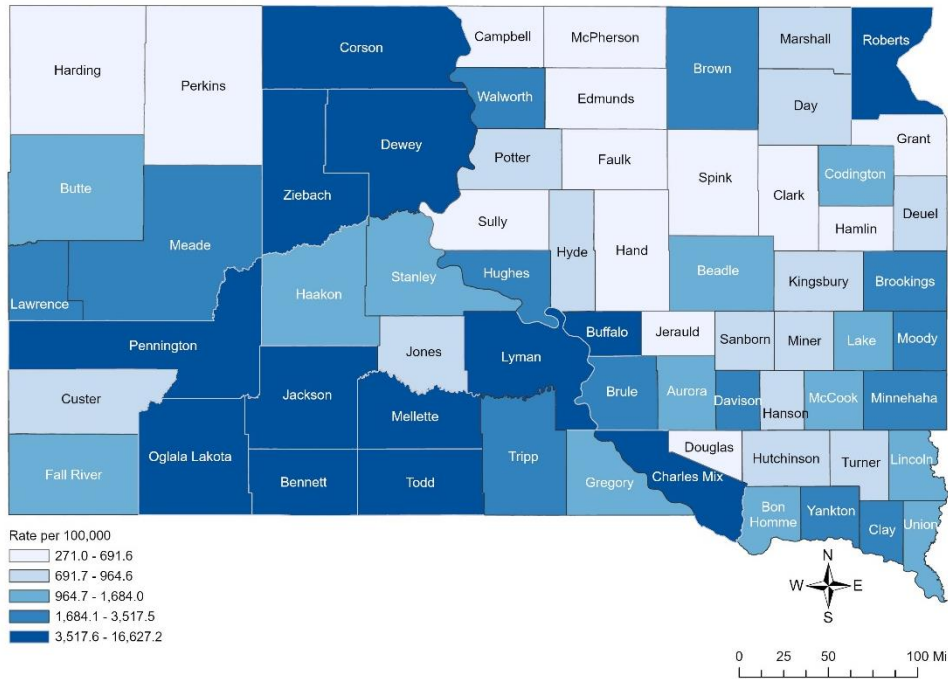 Campbell
McPherson
Marshall
Roberts
Corson
Harding
Perkins
Brown
Walworth
Edmunds
Day
Grant
Dewey
Potter
Faulk
Spink
Codington
Butte
Ziebach
Clark
Deuel
Sully
Hamlin
Meade
Hyde
Hand
Beadle
Stanley
Hughes
Kingsbury
Brookings
Haakon
Lawrence
Buffalo
Jerauld
Sanborn
Miner
Lake
Moody
Pennington
Jones
Lyman
Custer
Jackson
Brule
Aurora
Davison
Hanson
McCook
Minnehaha
Mellette
Oglala Lakota
Tripp
Douglas
Hutchinson
Turner
Lincoln
Fall River
Bennett
Todd
Gregory
Charles Mix
Bon
Homme
Yankton
Clay
Union
Rate per 100,000
271.0 - 691.6
691.7 - 964.6
964.7 - 1,684.0
1,684.1 - 3,517.5
3,517.6 - 16,627.2
N
W E
S
0 25 50 100 Mi